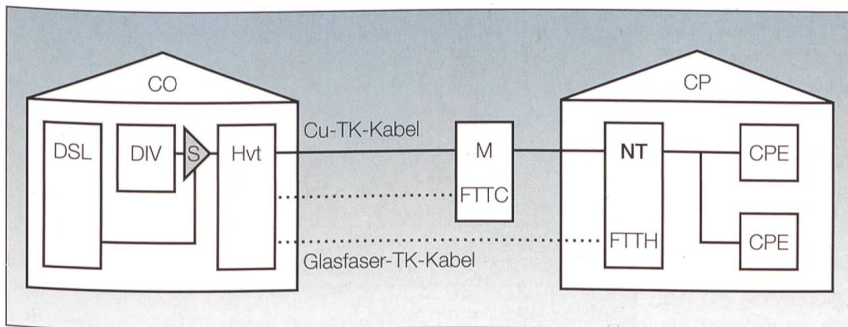 CO
CP
Cu-TK-Kabel
DSL
DIV
S
Hvt
M
NT
CPE
FTTC
FTTH
CPE
Glasfaser-TK-Kabel